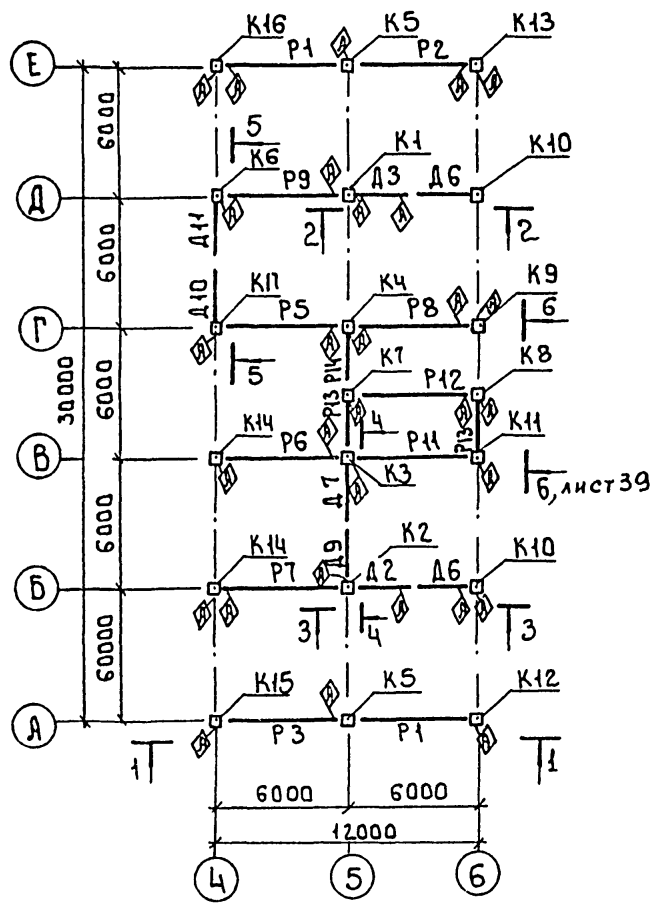 К16 Р1 К5 Р2 К13
Е
А А А А А
6000
5
К6 Р9 К1 Д3 Д6 К10
А
Д
А А А
Д11
2 2
6000
Д10
К17 Р5 К4 Р8 К9
А А
6
Г
А А А
5
Р14
К7 Р12 К8
30000
6000
Р13
А А
4
Р13
К14 Р6 А Р11 К11
В
К3
А А А
6, лист 39
Д7
6000
Д9
К14 Р7 К2 Д2 Д6 К10
А
Б
А А А А А
3 4 3
60000
К15 А К5 К12
А
А Р3 Р1 А
1 1
6000 6000
12000
4 5 6